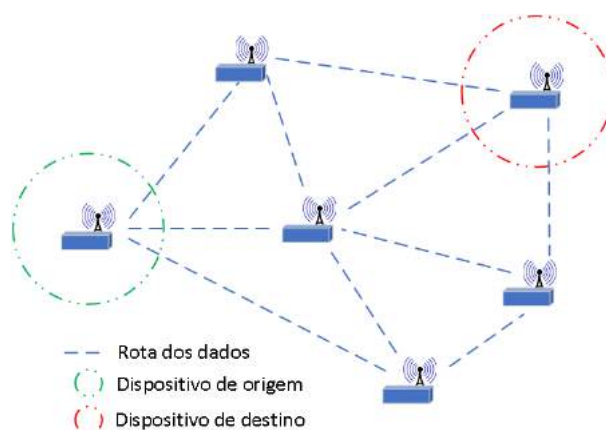 Rota dos dados
Dispositivo de origem
Dispositivo de destino